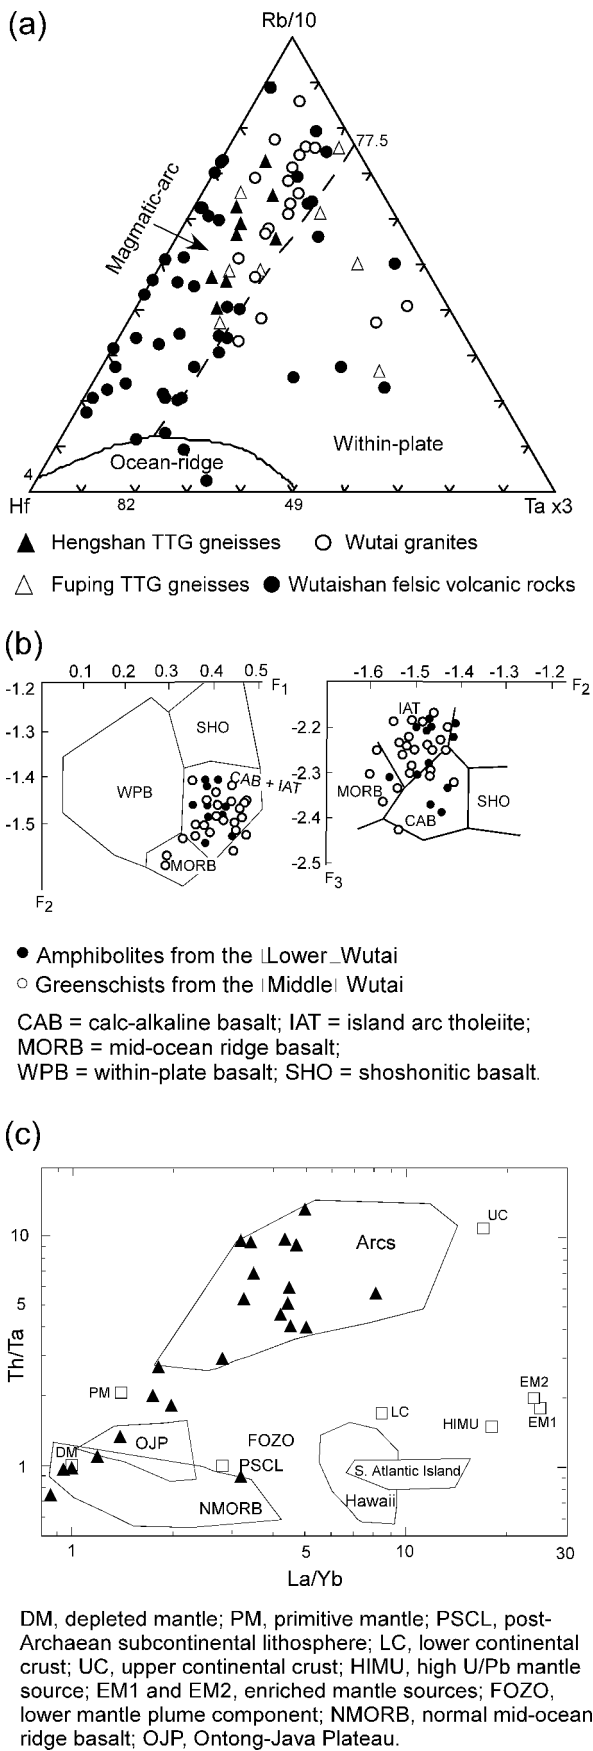 (a)
Rb/10
77.5
Magmatic-arc
Within-plate
Ocean-ridge
4
Hf
82
49
Ta x3
Hengshan TTG gneisses
Wutai granites
Fuping TTG gneisses
Wutaishan felsic volcanic rocks
(b)
0.1 0.2 0.3 0.4 0.5 F1
-1.2
-1.3
-1.4
-1.5
F2
SHO
WPB
CAB + IAT
MORB
-1.6 -1.5 -1.4 -1.3 -1.2 F2
-2.2
-2.3
-2.4
-2.5
F3
IAT
MORB
SHO
CAB
Amphibolites from the Lower Wutai
Greenschists from the Middle Wutai
CAB = calc-alkaline basalt; IAT = island arc tholeiite;
MORB = mid-ocean ridge basalt;
WPB = within-plate basalt; SHO = shoshonitic basalt.
(c)
10
5
1
Th/Ta
UC
Arcs
PM
EM2
EM1
LC
HIMU
OJP
FOZO
DM
PSCL
S. Atlantic Island
NMORB
Hawaii
1 5 10 30
La/Yb
DM, depleted mantle; PM, primitive mantle; PSCL, post-
Archaean subcontinental lithosphere; LC, lower continental
crust; UC, upper continental crust; HIMU, high U/Pb mantle
source; EM1 and EM2, enriched mantle sources; FOZO,
lower mantle plume component; NMORB, normal mid-ocean
ridge basalt; OJP, Ontong-Java Plateau.